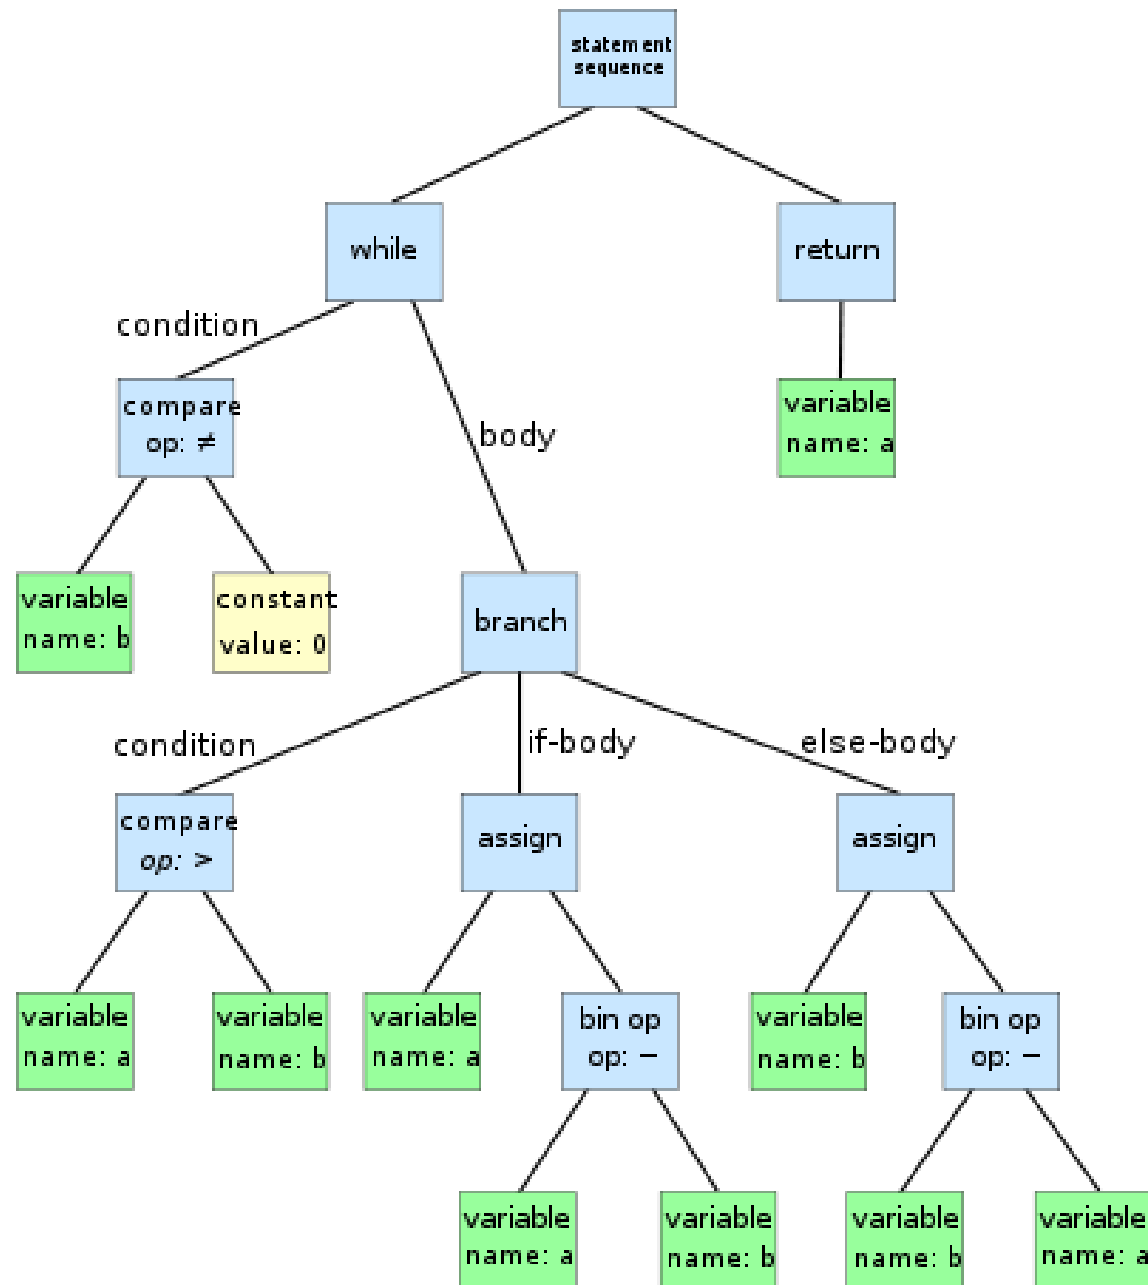 statement
sequence
while
return
condition
compare
op: ≠
body
variable
name: a
variable
name: b
constant
value: 0
branch
condition
if-body
else-body
compare
op: >
assign
assign
variable
name: a
variable
name: b
variable
name: a
bin op
op: −
variable
name: b
bin op
op: −
variable
name: a
variable
name: b
variable
name: b
variable
name: a